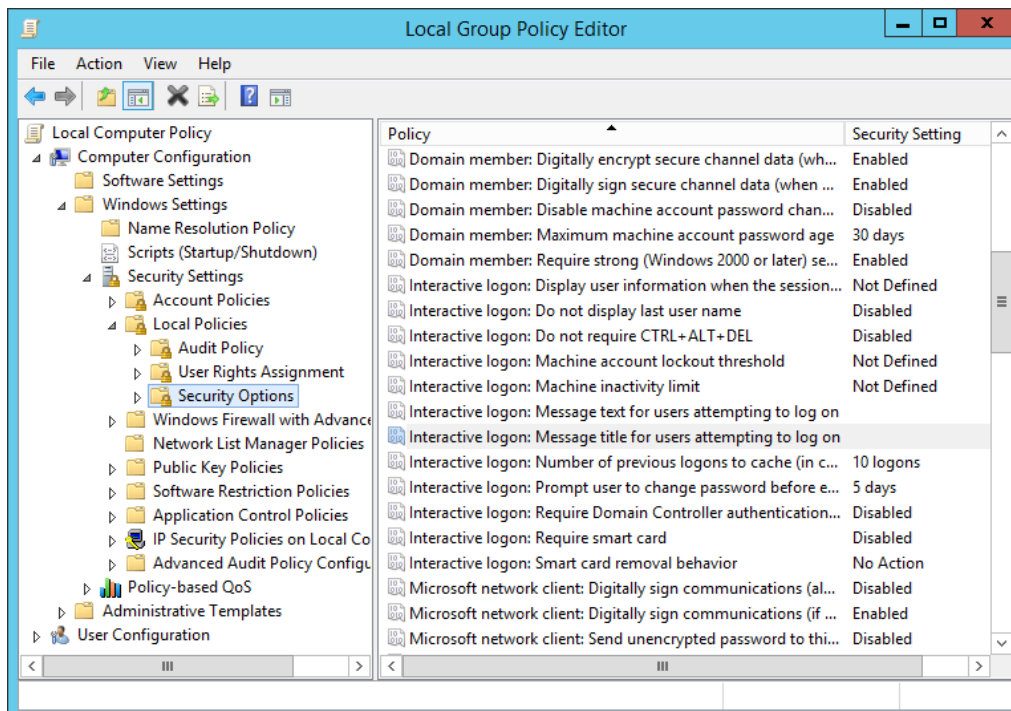 Local Group Policy Editor
File Action View Help
Local Computer Policy
Computer Configuration
Software Settings
Windows Settings
Name Resolution Policy
Scripts (Startup/Shutdown)
Security Settings
Account Policies
Local Policies
Audit Policy
User Rights Assignment
Security Options
Windows Firewall with Advance
Network List Manager Policies
Public Key Policies
Software Restriction Policies
Application Control Policies
IP Security Policies on Local Co
Advanced Audit Policy Configu
Policy-based QoS
Administrative Templates
User Configuration
Policy Security Setting
Domain member: Digitally encrypt secure channel data (wh... Enabled
Domain member: Digitally sign secure channel data (when ... Enabled
Domain member: Disable machine account password chan... Disabled
Domain member: Maximum machine account password age 30 days
Domain member: Require strong (Windows 2000 or later) se... Enabled
Interactive logon: Display user information when the session... Not Defined
Interactive logon: Do not display last user name Disabled
Interactive logon: Do not require CTRL+ALT+DEL Disabled
Interactive logon: Machine account lockout threshold Not Defined
Interactive logon: Machine inactivity limit Not Defined
Interactive logon: Message text for users attempting to log on
Interactive logon: Message title for users attempting to log on
Interactive logon: Number of previous logons to cache (in c... 10 logons
Interactive logon: Prompt user to change password before e... 5 days
Interactive logon: Require Domain Controller authentication... Disabled
Interactive logon: Require smart card Disabled
Interactive logon: Smart card removal behavior No Action
Microsoft network client: Digitally sign communications (al... Disabled
Microsoft network client: Digitally sign communications (if ... Enabled
Microsoft network client: Send unencrypted password to thi... Disabled